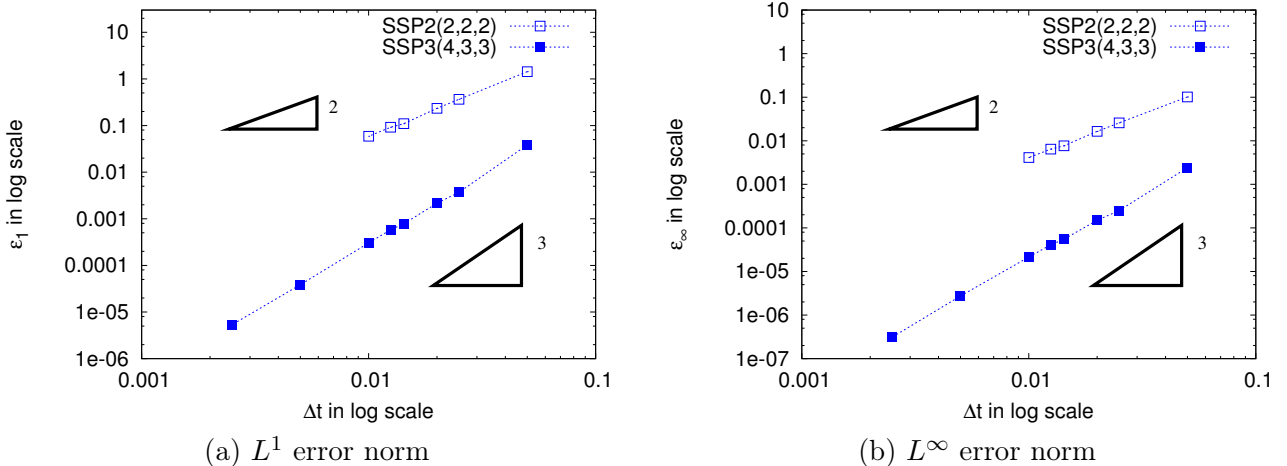 10
1
0.1
0.01
0.001
0.0001
1e-05
1e-06
0.001
0.01
0.1
ε1 in log scale
Δt in log scale
SSP2(2,2,2)
SSP3(4,3,3)
2
3
(a) L¹ error norm
10
1
0.1
0.01
0.001
0.0001
1e-05
1e-06
1e-07
0.001
0.01
0.1
ε∞ in log scale
Δt in log scale
SSP2(2,2,2)
SSP3(4,3,3)
2
3
(b) L∞ error norm